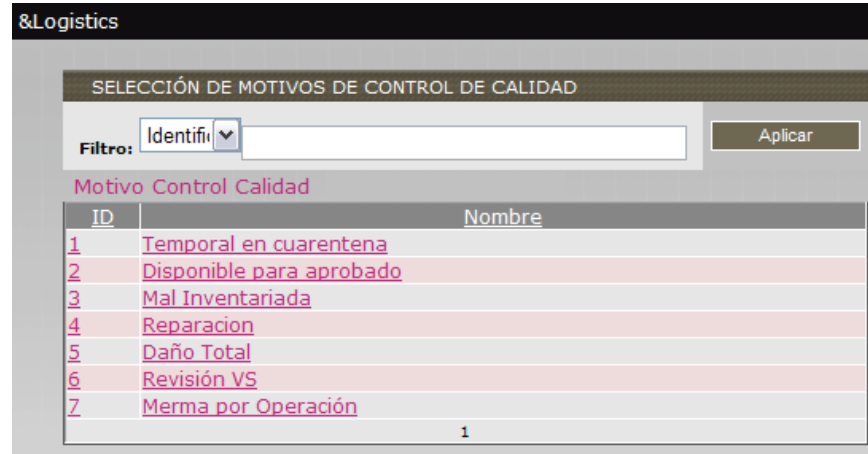 &Logistics
SELECCIÓN DE MOTIVOS DE CONTROL DE CALIDAD
Filtro: Identifi Aplicar
Motivo Control Calidad
ID Nombre
1 Temporal en cuarentena
2 Disponible para aprobado
3 Mal Inventariada
4 Reparacion
5 Daño Total
6 Revisión VS
7 Merma por Operación
1